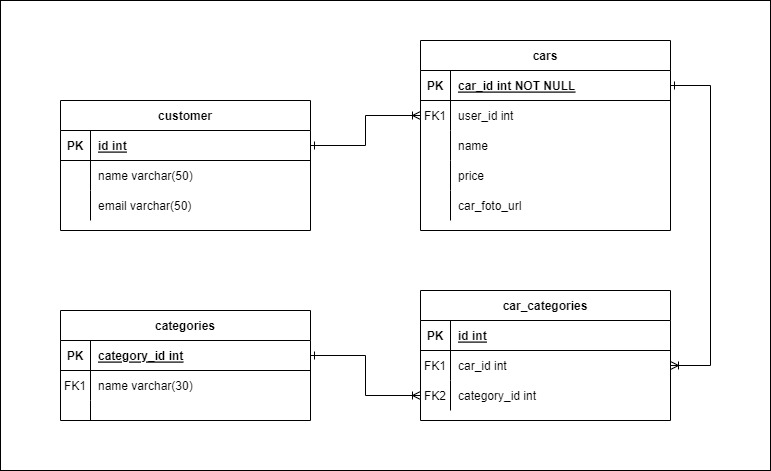 customer
PK id int
name varchar(50)
email varchar(50)
cars
PK car_id int NOT NULL
FK1 user_id int
name
price
car_foto_url
categories
PK category_id int
FK1 name varchar(30)
car_categories
PK id int
FK1 car_id int
FK2 category_id int